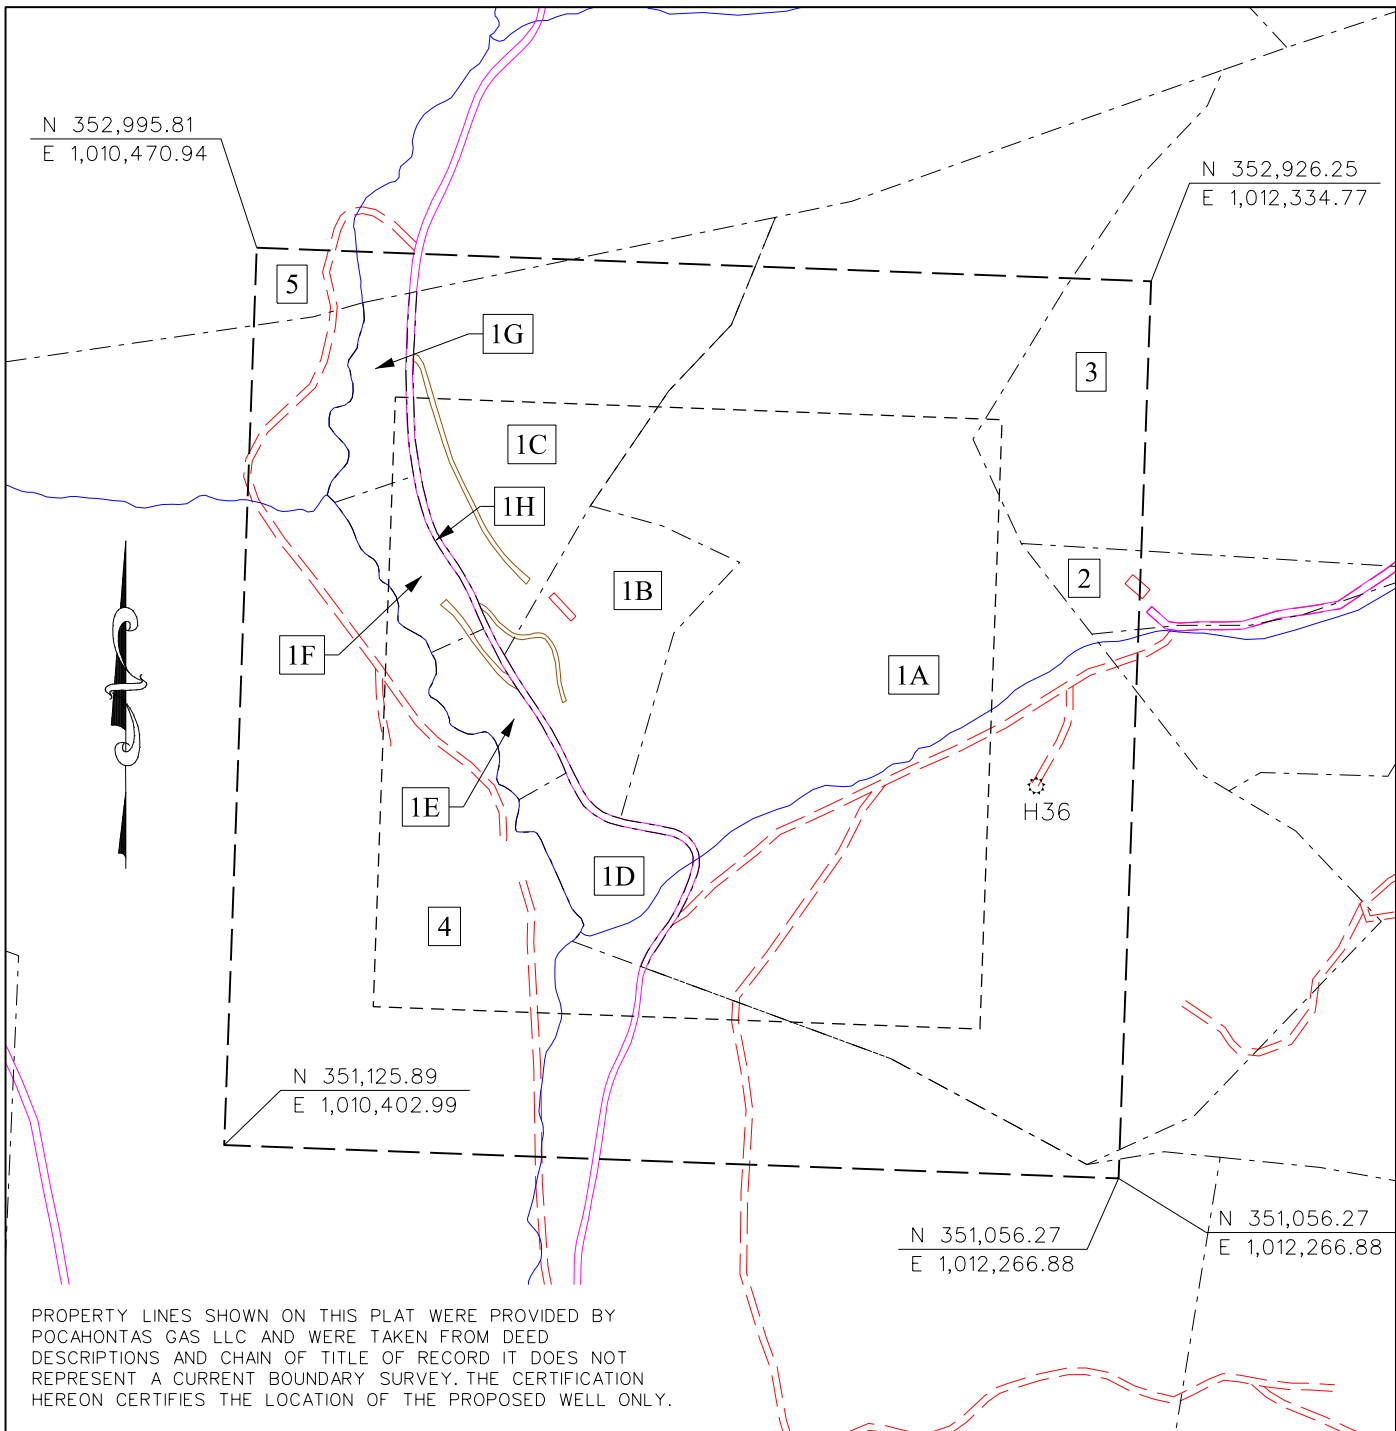 N 352,995.81
E 1,010,470.94
N 352,926.25
E 1,012,334.77
5
1G
3
1C
1H
2
1B
1F
1A
1E
H36
1D
4
N 351,125.89
E 1,010,402.99
N 351,056.27
E 1,012,266.88
N 351,056.27
E 1,012,266.88
PROPERTY LINES SHOWN ON THIS PLAT WERE PROVIDED BY
POCAHONTAS GAS LLC AND WERE TAKEN FROM DEED
DESCRIPTIONS AND CHAIN OF TITLE OF RECORD IT DOES NOT
REPRESENT A CURRENT BOUNDARY SURVEY. THE CERTIFICATION
HEREON CERTIFIES THE LOCATION OF THE PROPOSED WELL ONLY.